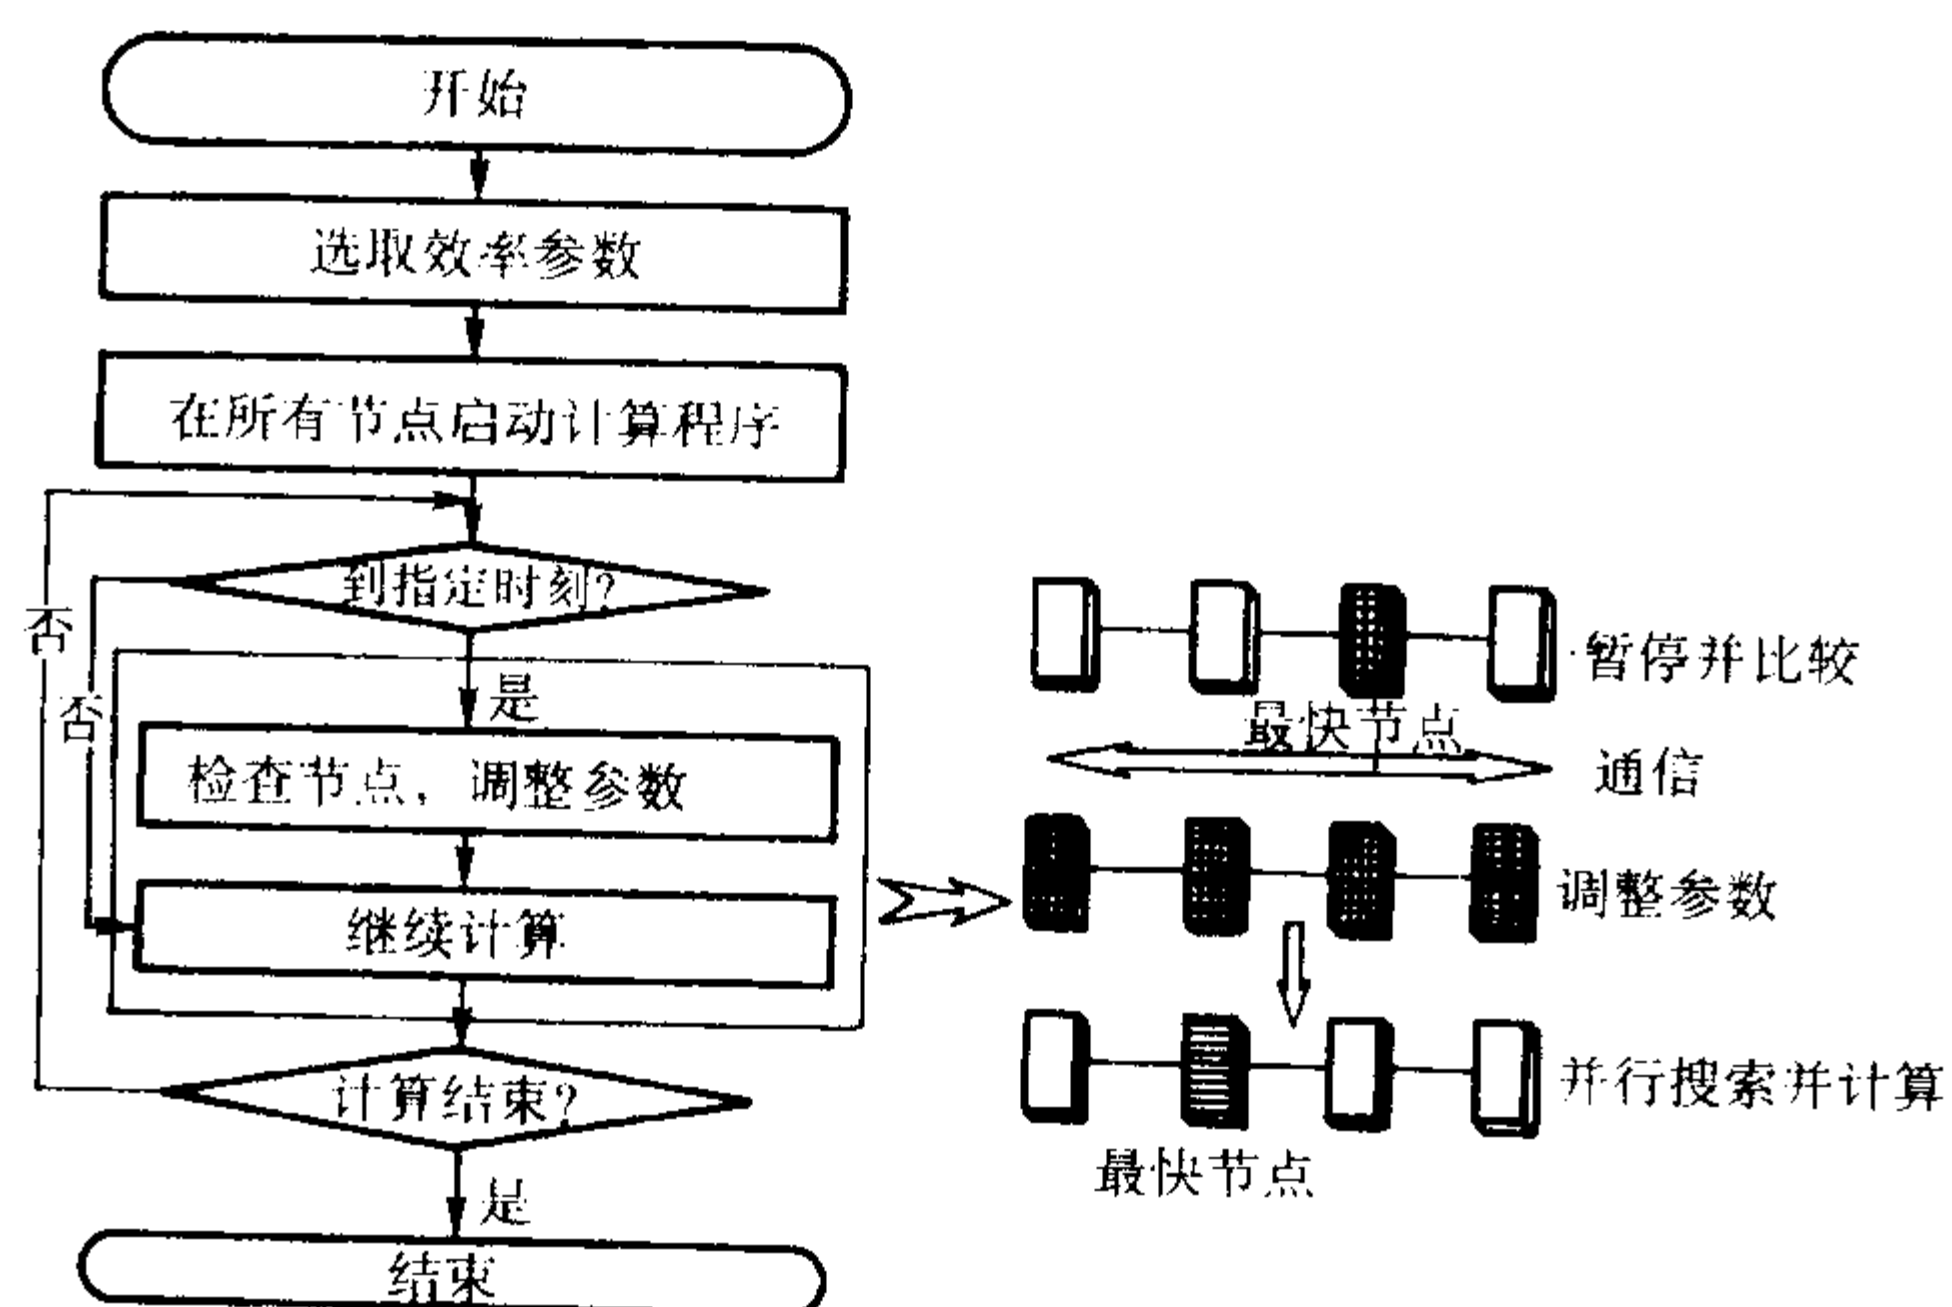 开始
选取效率参数
在所有节点启动计算程序
到指定时刻?
否
否
是
检查节点，调整参数
继续计算
计算结束?
是
结束
暂停并比较
最快节点
通信
调整参数
并行搜索并计算
最快节点